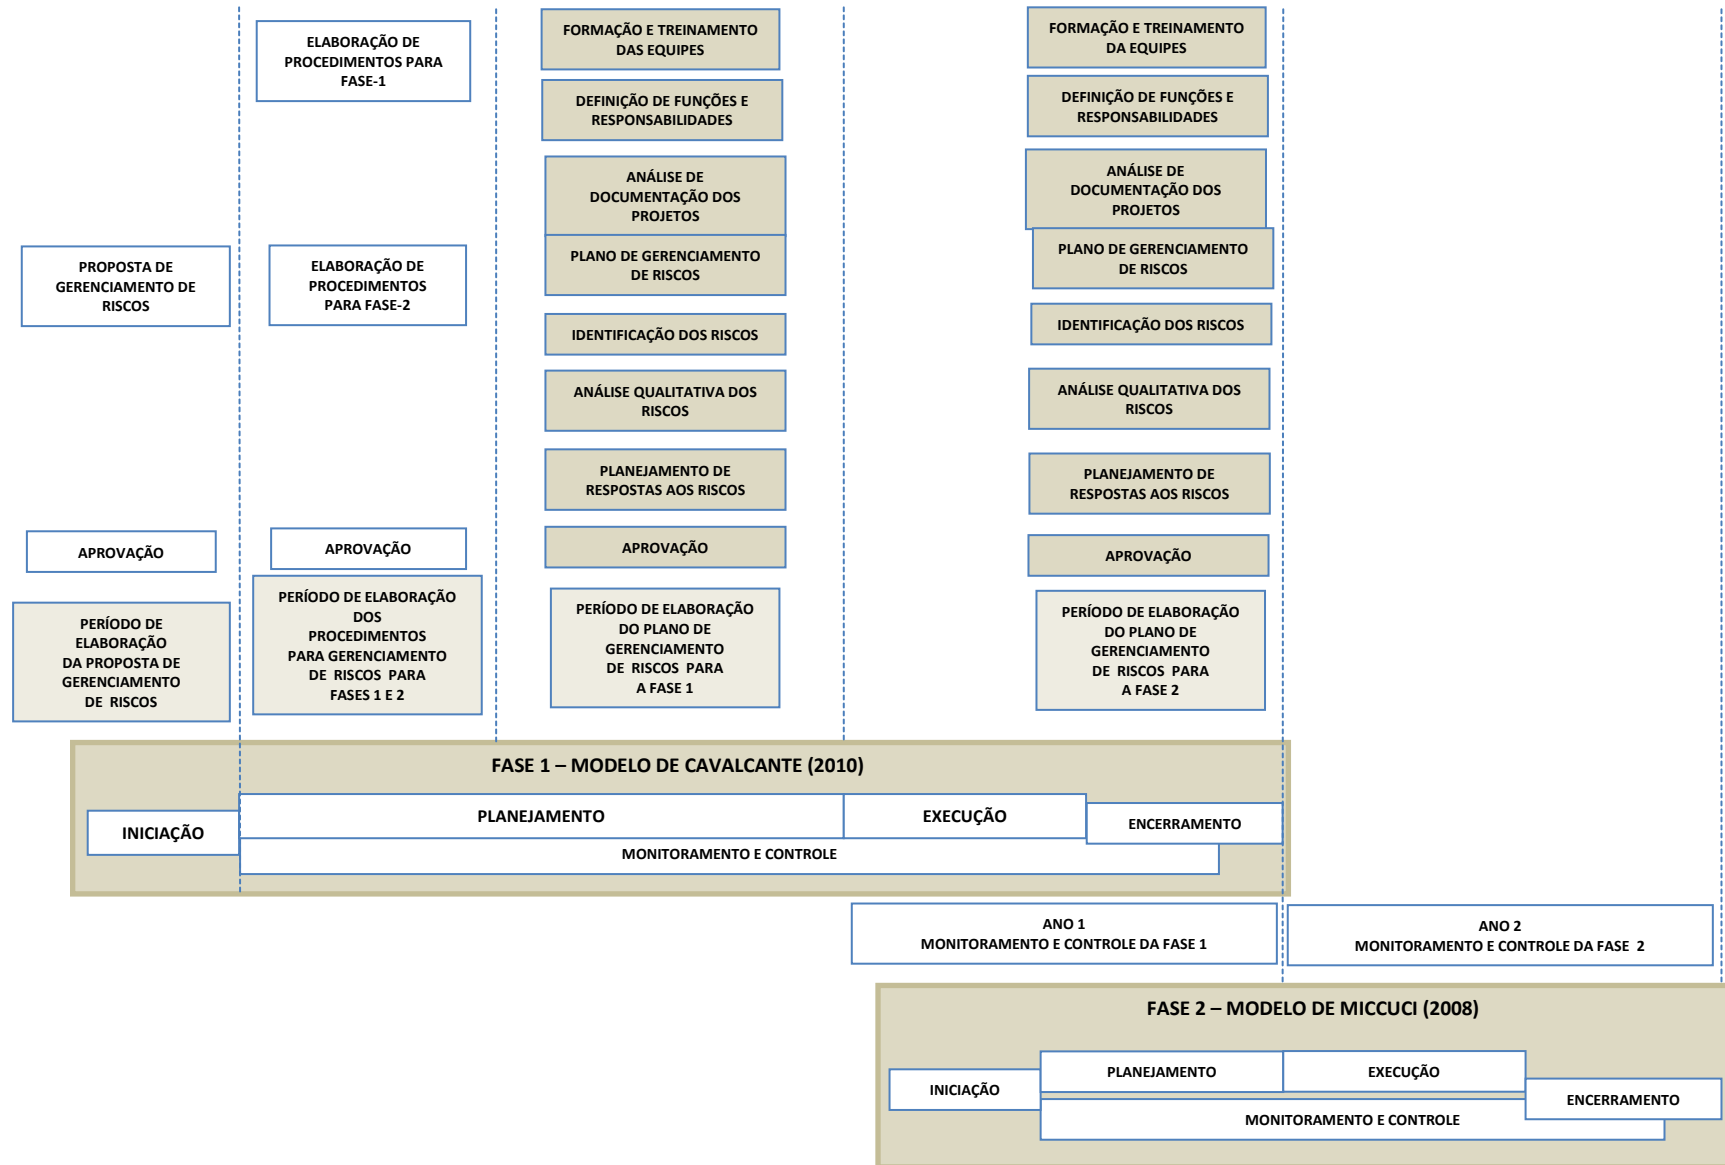 PROPOSTA DE
GERENCIAMENTO DE
RISCOS
APROVAÇÃO
PERÍODO DE
ELABORAÇÃO
DA PROPOSTA DE
GERENCIAMENTO
DE RISCOS
ELABORAÇÃO DE
PROCEDIMENTOS PARA
FASE-1
ELABORAÇÃO DE
PROCEDIMENTOS
PARA FASE-2
APROVAÇÃO
PERÍODO DE ELABORAÇÃO
DOS
PROCEDIMENTOS
PARA GERENCIAMENTO
DE RISCOS PARA
FASES 1 E 2
FORMAÇÃO E TREINAMENTO
DAS EQUIPES
DEFINIÇÃO DE FUNÇÕES E
RESPONSABILIDADES
ANÁLISE DE
DOCUMENTAÇÃO DOS
PROJETOS
PLANO DE GERENCIAMENTO
DE RISCOS
IDENTIFICAÇÃO DOS RISCOS
ANÁLISE QUALITATIVA DOS
RISCOS
PLANEJAMENTO DE
RESPOSTAS AOS RISCOS
APROVAÇÃO
PERÍODO DE ELABORAÇÃO
DO PLANO DE
GERENCIAMENTO
DE RISCOS PARA
A FASE 1
FORMAÇÃO E TREINAMENTO
DA EQUIPES
DEFINIÇÃO DE FUNÇÕES E
RESPONSABILIDADES
ANÁLISE DE
DOCUMENTAÇÃO DOS
PROJETOS
PLANO DE GERENCIAMENTO
DE RISCOS
IDENTIFICAÇÃO DOS RISCOS
ANÁLISE QUALITATIVA DOS
RISCOS
PLANEJAMENTO DE
RESPOSTAS AOS RISCOS
APROVAÇÃO
PERÍODO DE ELABORAÇÃO
DO PLANO DE
GERENCIAMENTO
DE RISCOS PARA
A FASE 2
FASE 1 – MODELO DE CAVALCANTE (2010)
INICIAÇÃO
PLANEJAMENTO
EXECUÇÃO
ENCERRAMENTO
MONITORAMENTO E CONTROLE
ANO 1
MONITORAMENTO E CONTROLE DA FASE 1
ANO 2
MONITORAMENTO E CONTROLE DA FASE 2
FASE 2 – MODELO DE MICCUCI (2008)
INICIAÇÃO
PLANEJAMENTO
EXECUÇÃO
ENCERRAMENTO
MONITORAMENTO E CONTROLE